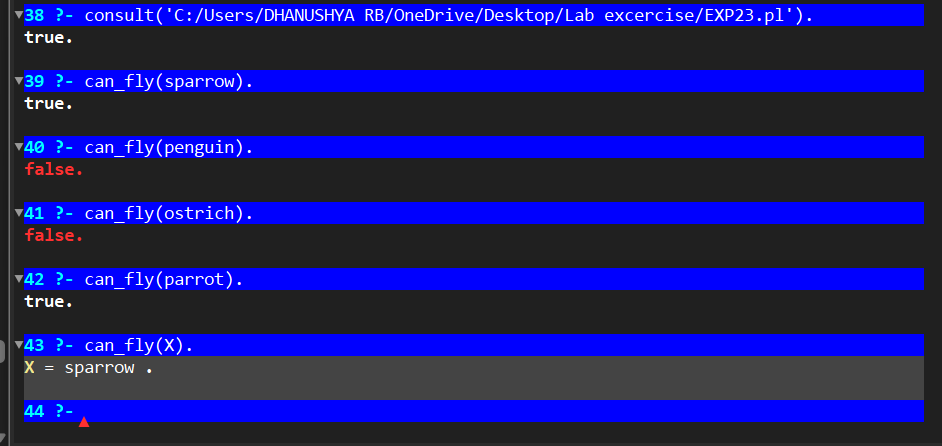 38 ?- consult('C:/Users/DHANUSHYA RB/OneDrive/Desktop/Lab excercise/EXP23.pl').
true.
39 ?- can_fly(sparrow).
true.
40 ?- can_fly(penguin).
false.
41 ?- can_fly(ostrich).
false.
42 ?- can_fly(parrot).
true.
43 ?- can_fly(X).
X = sparrow .
44 ?-